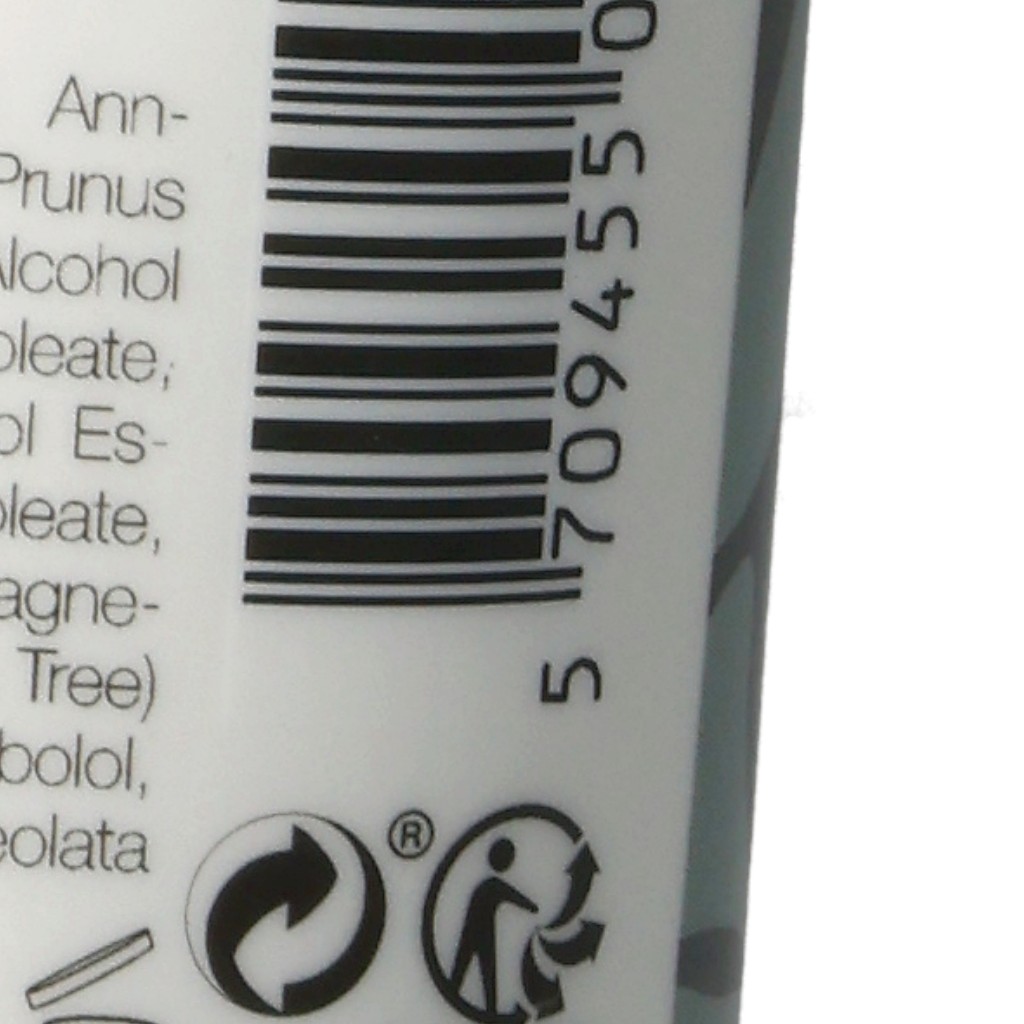 Ann-
Prunus
Alcohol
oleate,
ol Es-
oleate,
agne-
Tree)
bolol,
eolata
5 709455 0
®